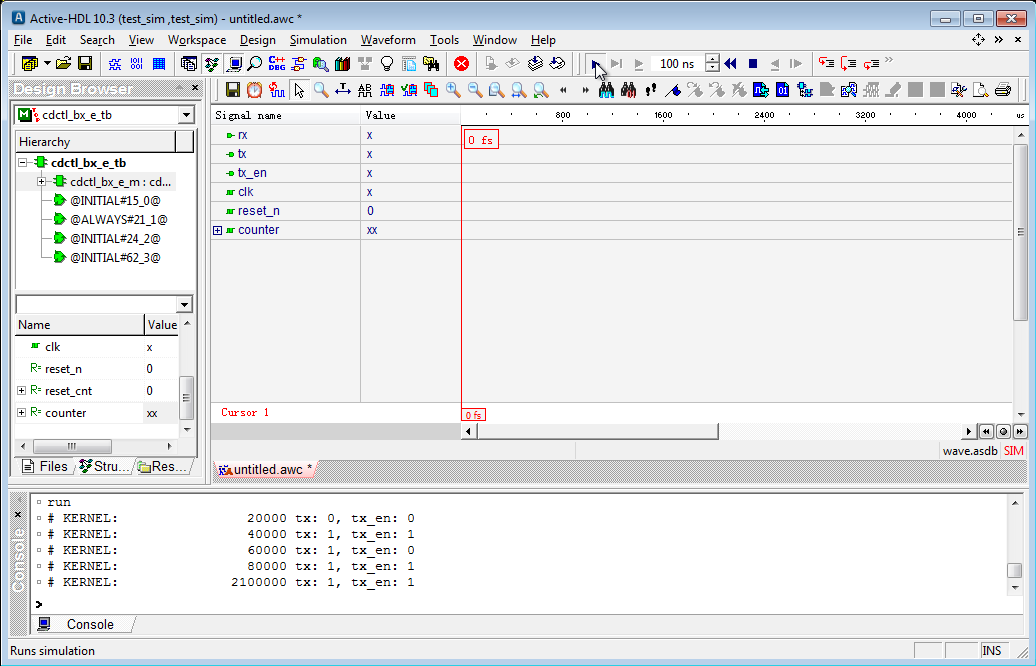 Active-HDL 10.3 (test_sim ,test_sim) - untitled.awc *
File Edit Search View Workspace Design Simulation Waveform Tools Window Help
100 ns
Design Browser
cdctl_bx_e_tb
Hierarchy
cdctl_bx_e_tb
cdctl_bx_e_m : cd...
@INITIAL#15_0@
@ALWAYS#21_1@
@INITIAL#24_2@
@INITIAL#62_3@
Name Value
clk x
reset_n 0
reset_cnt 0
counter xx
Files Stru... Res...
Signal name Value 800 1600 2400 3200 4000 us
rx x
tx x
tx_en x
clk x
reset_n 0
counter xx
0 fs
Cursor 1
0 fs
wave.asdb SIM
untitled.awc *
Console
run
# KERNEL: 20000 tx: 0, tx_en: 0
# KERNEL: 40000 tx: 1, tx_en: 1
# KERNEL: 60000 tx: 1, tx_en: 0
# KERNEL: 80000 tx: 1, tx_en: 1
# KERNEL: 2100000 tx: 1, tx_en: 1
>
Console
Runs simulation INS